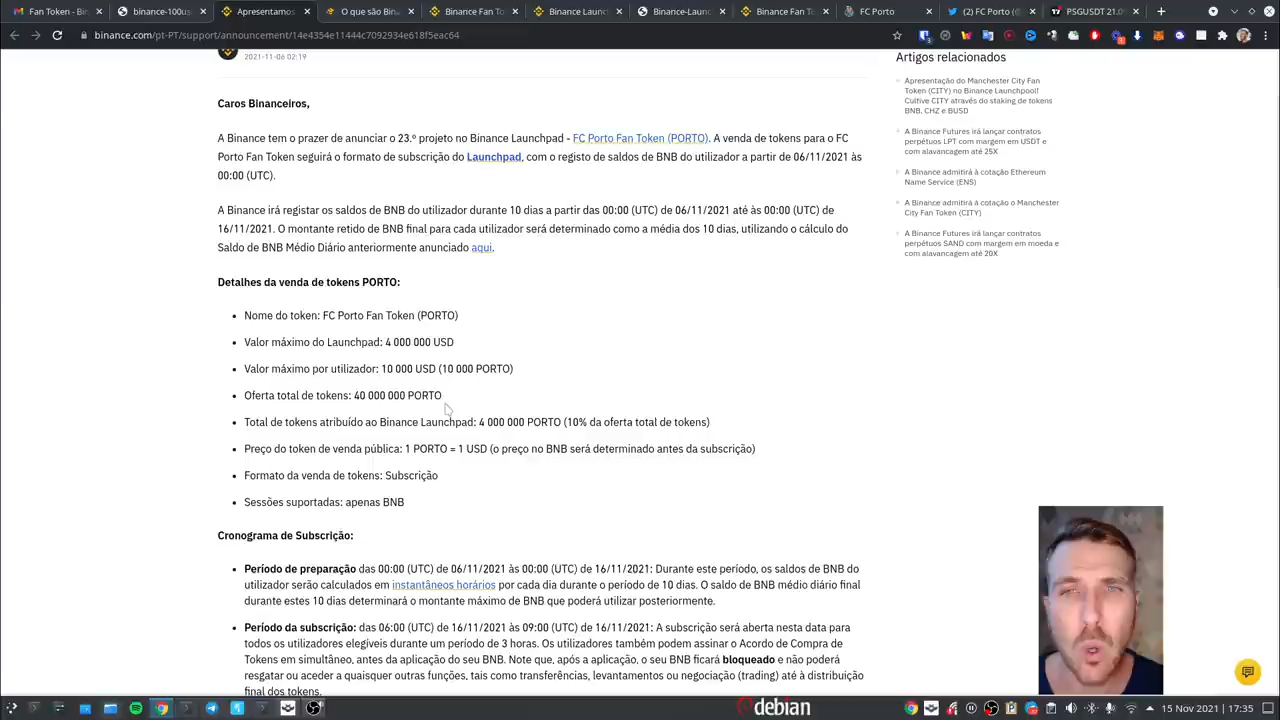 Fan Token - Bin
binance-100us
O que são Bin
Binance Fan To
Binance Laun
Binance-Laun
Binance Fan T
FC Porto
(2) FC Porto (
PSGUSDT 21.0
binance.com/pt-PT/support/announcement/14e4354e11444c7092934e618f5eac64
2021-11-06 02:19
Artigos relacionados
Apresentação do Manchester City Fan
Token (CITY) no Binance Launchpool!
Cultive CITY através do staking de tokens
BNB, CHZ e BUSD
A Binance Futures irá lançar contratos
perpétuos LPT com margem em USDT e
com alavancagem até 25X
A Binance admitirá à cotação Ethereum
Name Service (ENS)
A Binance admitirá à cotação o Manchester
City Fan Token (CITY)
A Binance Futures irá lançar contratos
perpétuos SAND com margem em moeda e
com alavancagem até 20X
Caros Binanceiros,
A Binance tem o prazer de anunciar o 23.º projeto no Binance Launchpad - FC Porto Fan Token (PORTO). A venda de tokens para o FC
Porto Fan Token seguirá o formato de subscrição do Launchpad, com o registo de saldos de BNB do utilizador a partir de 06/11/2021 às
00:00 (UTC).
A Binance irá registar os saldos de BNB do utilizador durante 10 dias a partir das 00:00 (UTC) de 06/11/2021 até às 00:00 (UTC) de
16/11/2021. O montante retido de BNB final para cada utilizador será determinado como a média dos 10 dias, utilizando o cálculo do
Saldo de BNB Médio Diário anteriormente anunciado aqui.
Detalhes da venda de tokens PORTO:
Nome do token: FC Porto Fan Token (PORTO)
Valor máximo do Launchpad: 4 000 000 USD
Valor máximo por utilizador: 10 000 USD (10 000 PORTO)
Oferta total de tokens: 40 000 000 PORTO
Total de tokens atribuído ao Binance Launchpad: 4 000 000 PORTO (10% da oferta total de tokens)
Preço do token de venda pública: 1 PORTO = 1 USD (o preço no BNB será determinado antes da subscrição)
Formato da venda de tokens: Subscrição
Sessões suportadas: apenas BNB
Cronograma de Subscrição:
Período de preparação das 00:00 (UTC) de 06/11/2021 às 00:00 (UTC) de 16/11/2021: Durante este período, os saldos de BNB do
utilizador serão calculados em instantâneos horários por cada dia durante o período de 10 dias. O saldo de BNB médio diário final
durante estes 10 dias determinará o montante máximo de BNB que poderá utilizar posteriormente.
Período da subscrição: das 06:00 (UTC) de 16/11/2021 às 09:00 (UTC) de 16/11/2021: A subscrição será aberta nesta data para
todos os utilizadores elegíveis durante um período de 3 horas. Os utilizadores também podem assinar o Acordo de Compra de
Tokens em simultâneo, antes da aplicação do seu BNB. Note que, após a aplicação, o seu BNB ficará bloqueado e não poderá
resgatar ou aceder a quaisquer outras funções, tais como transferências, levantamentos ou negociação (trading) até à distribuição
final dos tokens.
debian
15 Nov 2021 17:35